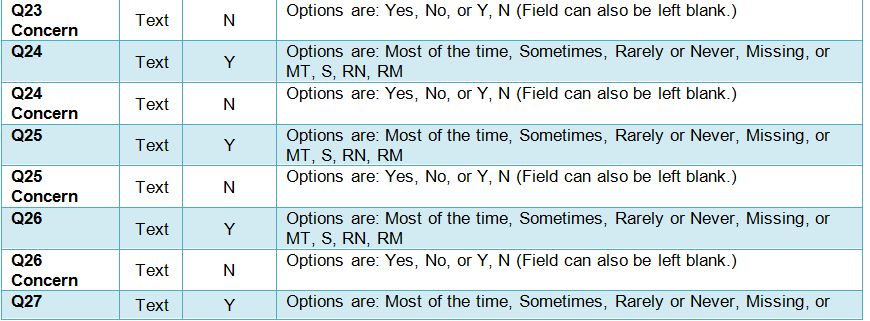 Q23
Concern Text N Options are: Yes, No, or Y, N (Field can also be left blank.)
Q24 Text Y Options are: Most of the time, Sometimes, Rarely or Never, Missing, or
MT, S, RN, RM
Q24
Concern Text N Options are: Yes, No, or Y, N (Field can also be left blank.)
Q25 Text Y Options are: Most of the time, Sometimes, Rarely or Never, Missing, or
MT, S, RN, RM
Q25
Concern Text N Options are: Yes, No, or Y, N (Field can also be left blank.)
Q26 Text Y Options are: Most of the time, Sometimes, Rarely or Never, Missing, or
MT, S, RN, RM
Q26
Concern Text N Options are: Yes, No, or Y, N (Field can also be left blank.)
Q27 Text Y Options are: Most of the time, Sometimes, Rarely or Never, Missing, or